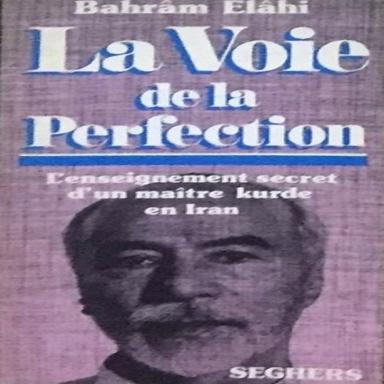 Bahrâm Elâhi
La Voie
de la
Perfection
L'enseignement secret
d'un maître kurde
en Iran
SEGHERS